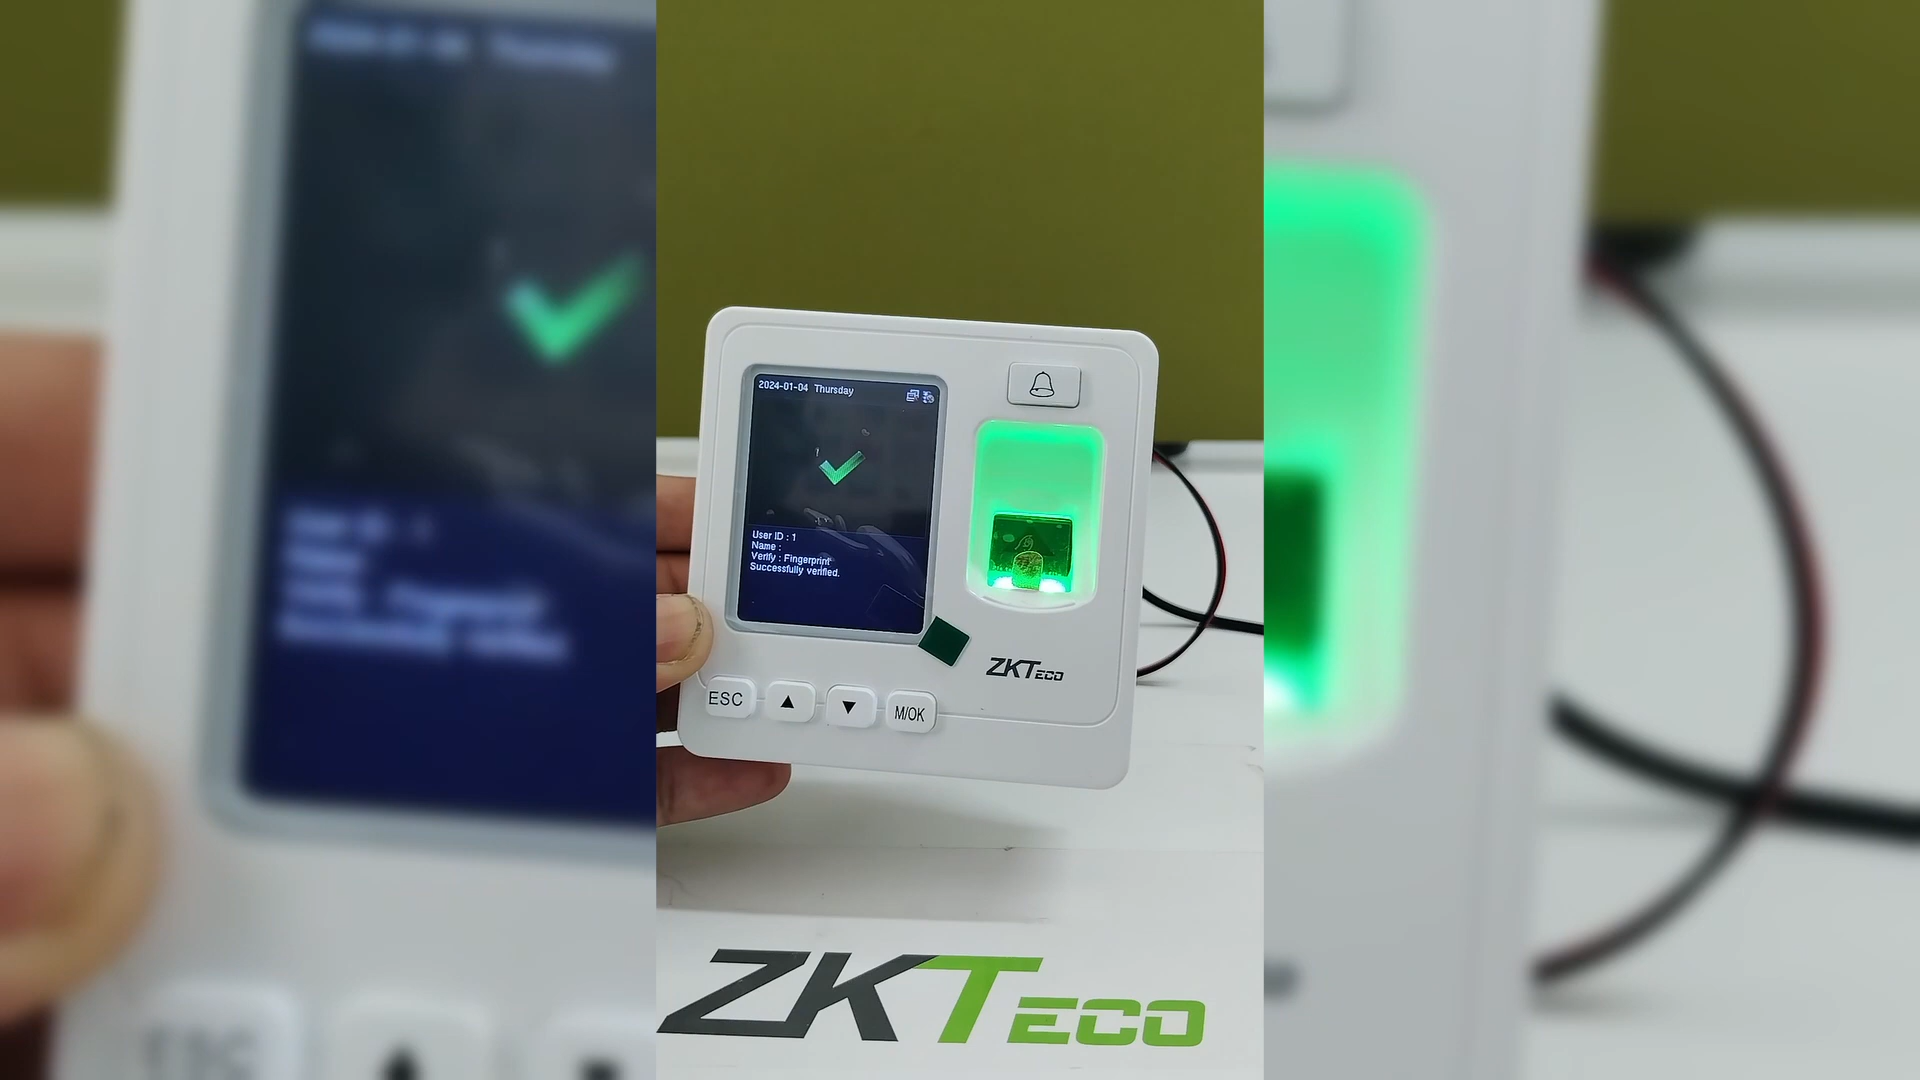 2024-01-04 Thursday
User ID : 1
Name :
Verify : Fingerprint
Successfully verified.
ZKTECO
ESC
▲
▼
M/OK
ZKTECO